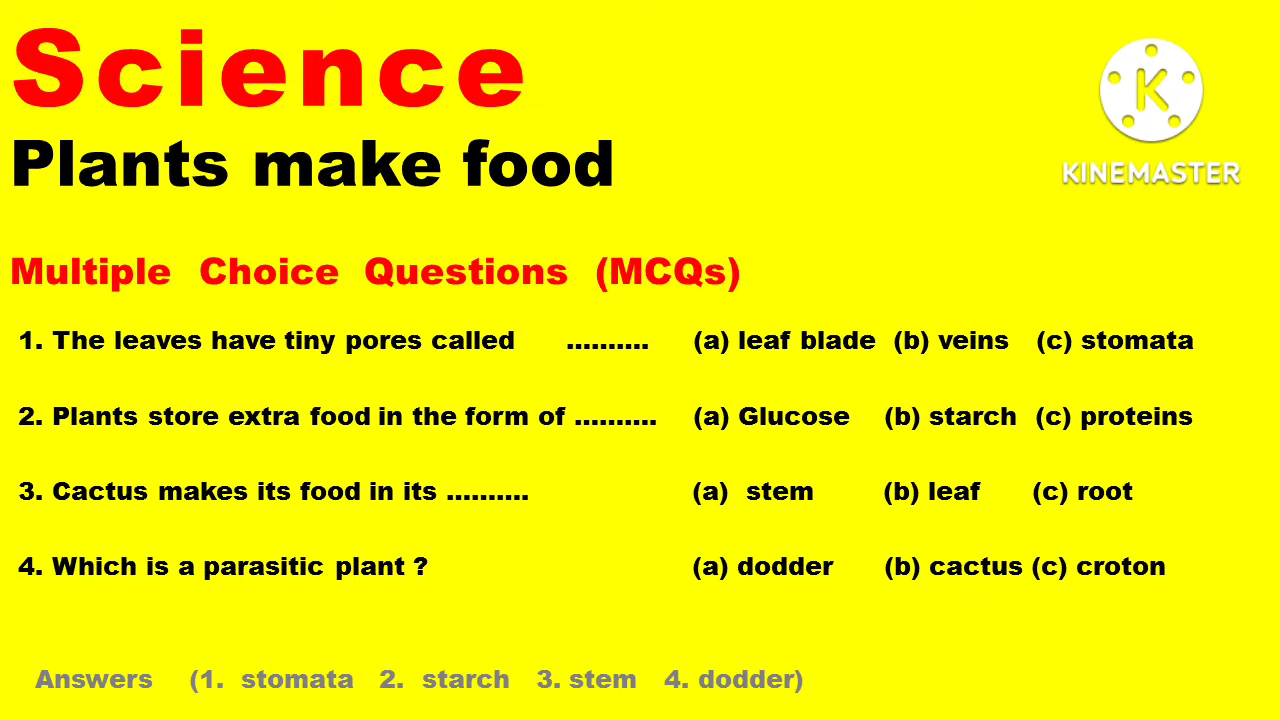 Science
K
KINEMASTER
Plants make food
Multiple Choice Questions (MCQs)
1. The leaves have tiny pores called .......... (a) leaf blade (b) veins (c) stomata
2. Plants store extra food in the form of .......... (a) Glucose (b) starch (c) proteins
3. Cactus makes its food in its .......... (a) stem (b) leaf (c) root
4. Which is a parasitic plant ? (a) dodder (b) cactus (c) croton
Answers (1. stomata 2. starch 3. stem 4. dodder)